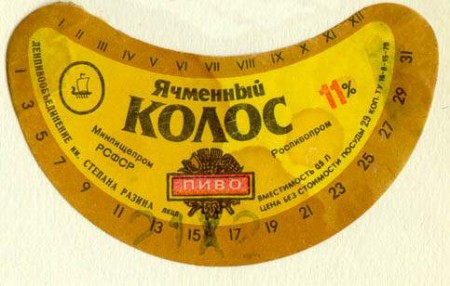 I II III IV V VI VII VIII IX X XI XII
ЛЕНПИВООБЪЕДИНЕНИЕ им. СТЕПАНА РАЗИНА
Ячменный
КОЛОС
11%
Минпищепром
РСФСР
Роспивопром
ПИВО
ВМЕСТИМОСТЬ 0,5 Л
ЦЕНА БЕЗ СТОИМОСТИ ПОСУДЫ 29 КОП.
1 3 5 7 9 11 13 15 17 19 21 23 25 27 29 31